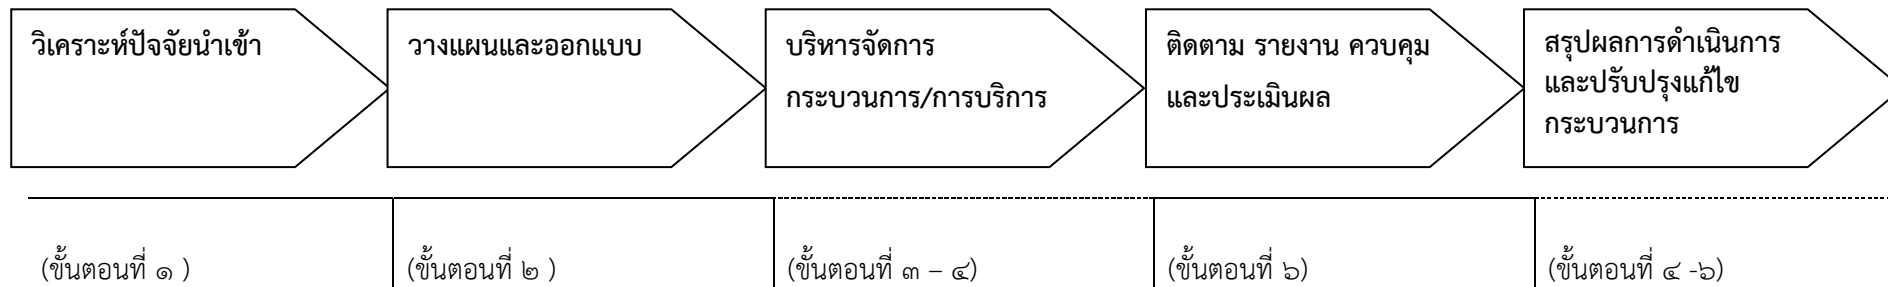 วิเคราะห์ปัจจัยนำเข้า
วางแผนและออกแบบ
บริหารจัดการ
กระบวนการ/การบริการ
ติดตาม รายงาน ควบคุม
และประเมินผล
สรุปผลการดำเนินการ
และปรับปรุงแก้ไข
กระบวนการ
(ขั้นตอนที่ ๑ )
(ขั้นตอนที่ ๒ )
(ขั้นตอนที่ ๓ – ๔)
(ขั้นตอนที่ ๖)
(ขั้นตอนที่ ๔ -๖)